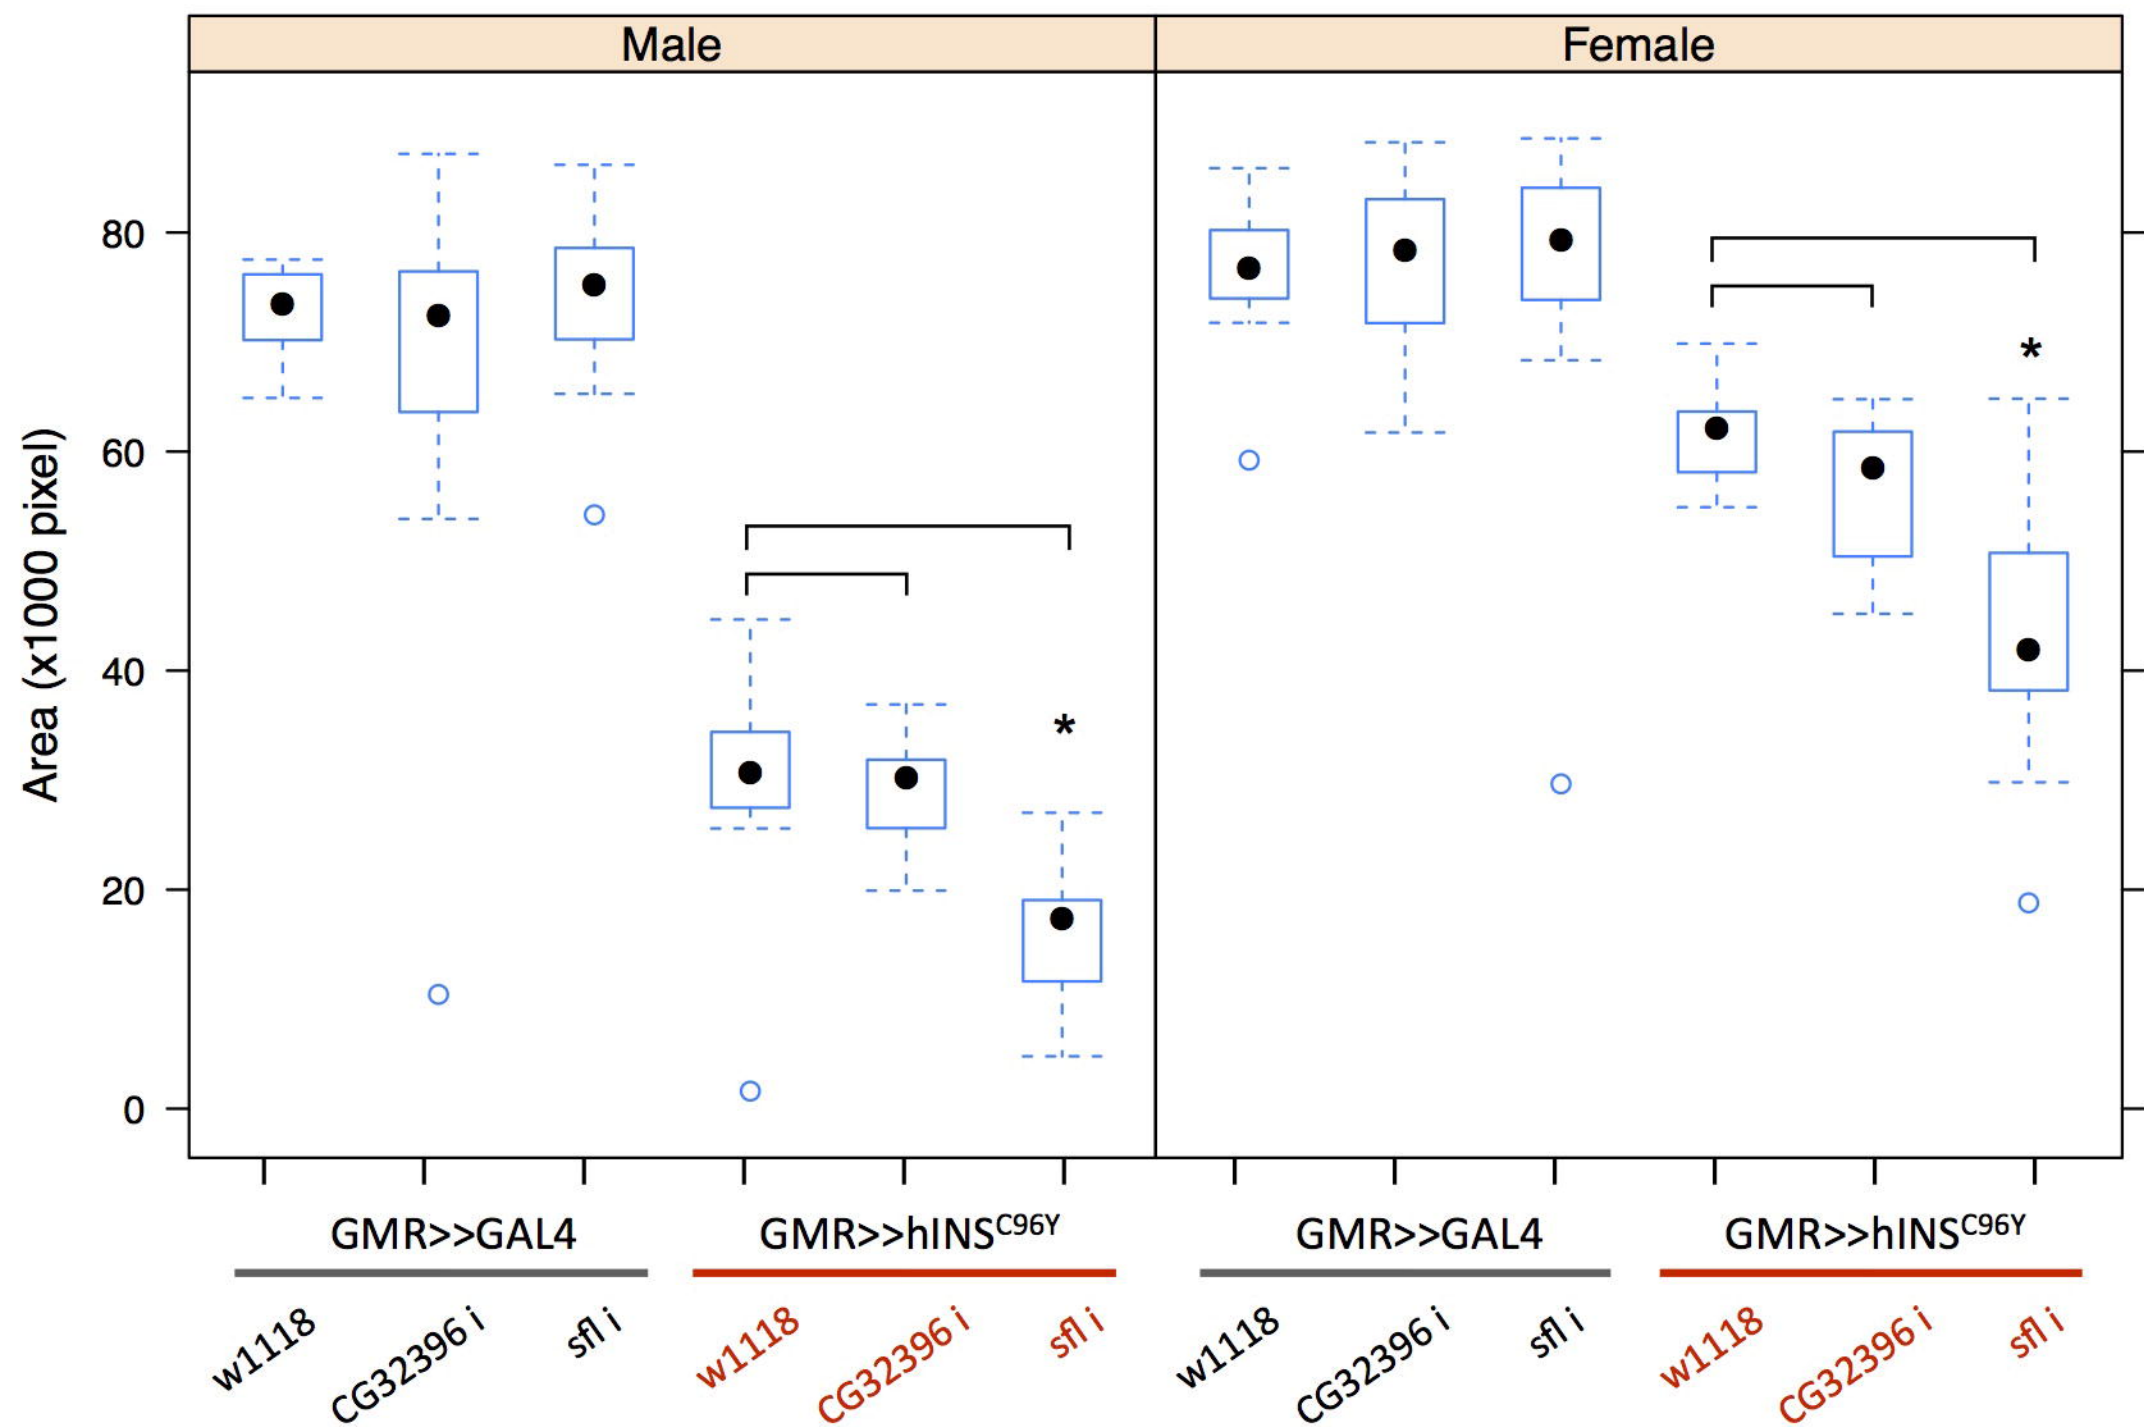 Male Female
Area (x1000 pixel)
80
60
40
20
0
* *
GMR>>GAL4 GMR>>hINS^C96Y GMR>>GAL4 GMR>>hINS^C96Y
w1118 CG32396 i sfl i w1118 CG32396 i sfl i w1118 CG32396 i sfl i w1118 CG32396 i sfl i